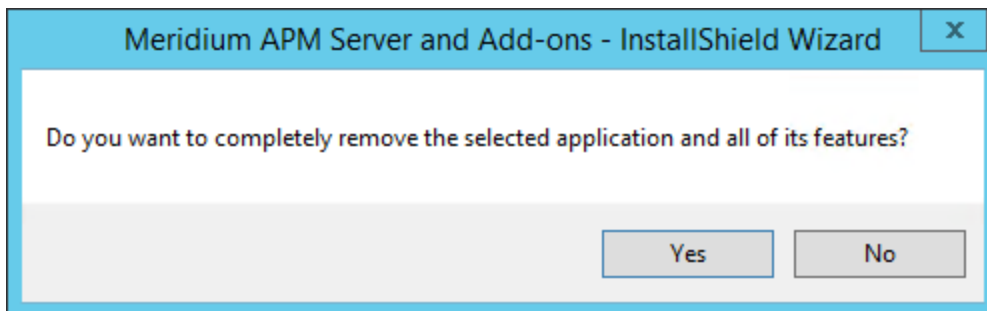 Meridium APM Server and Add-ons - InstallShield Wizard
x
Do you want to completely remove the selected application and all of its features?
Yes
No